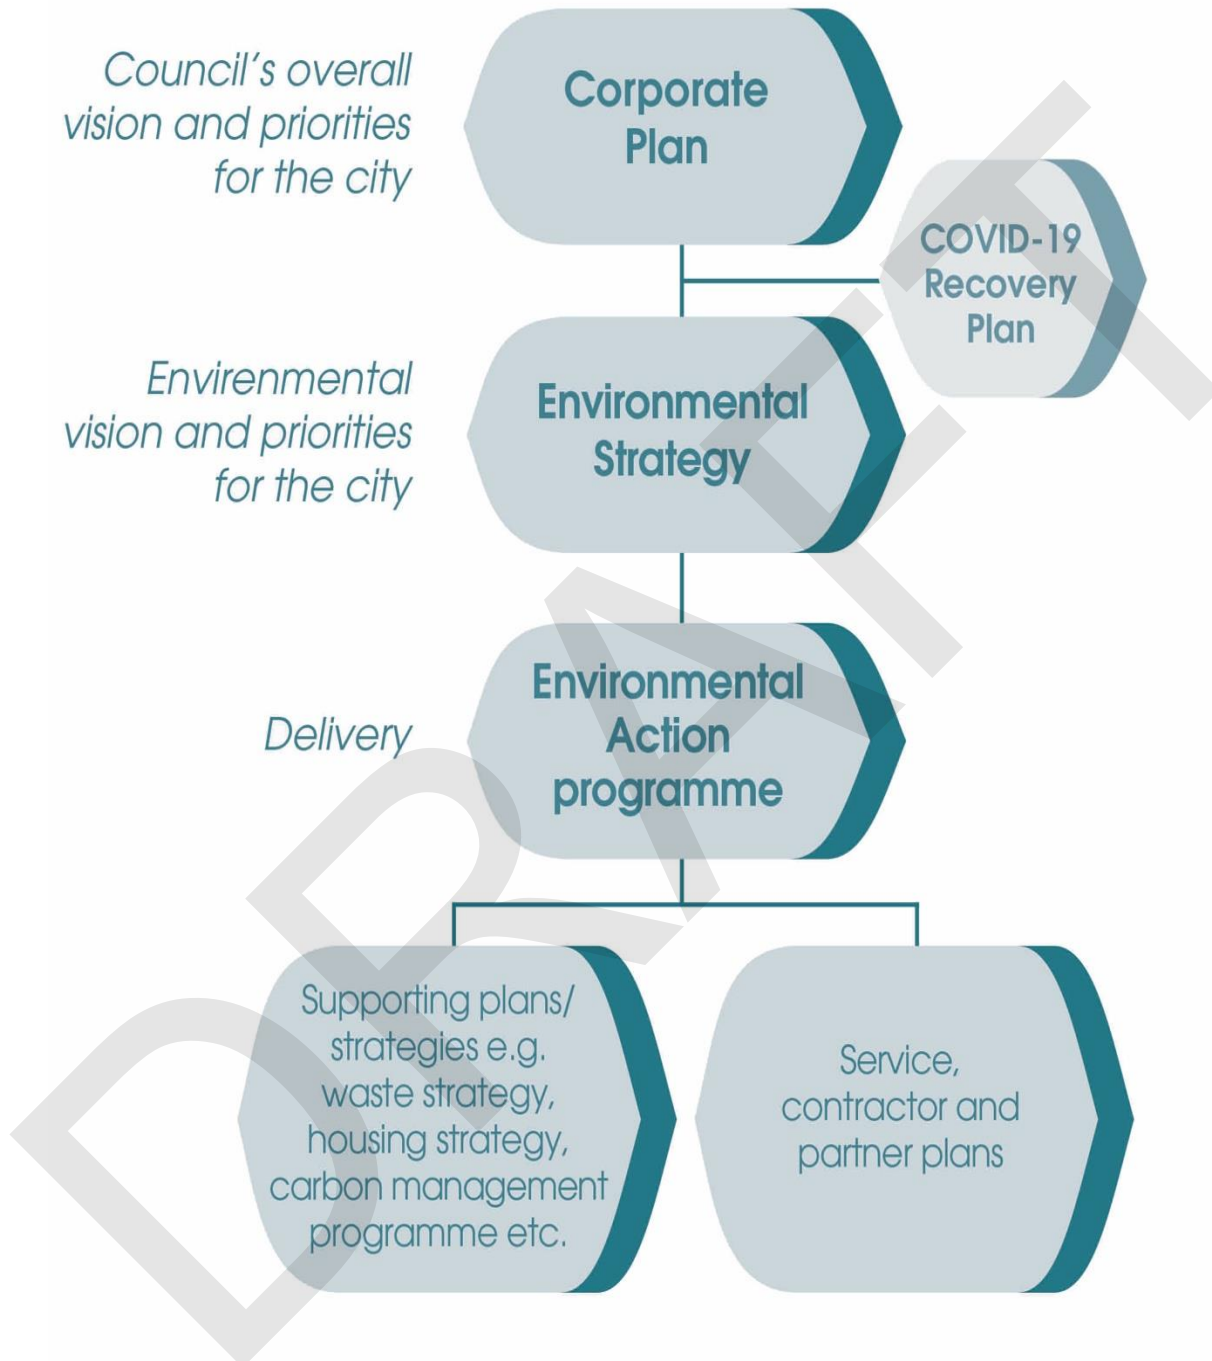 Council's overall
vision and priorities
for the city
Corporate
Plan
COVID-19
Recovery
Plan
Envirenmental
vision and priorities
for the city
Environmental
Strategy
Delivery
Environmental
Action
programme
Supporting plans/
strategies e.g.
waste strategy,
housing strategy,
carbon management
programme etc.
Service,
contractor and
partner plans
DRAFT